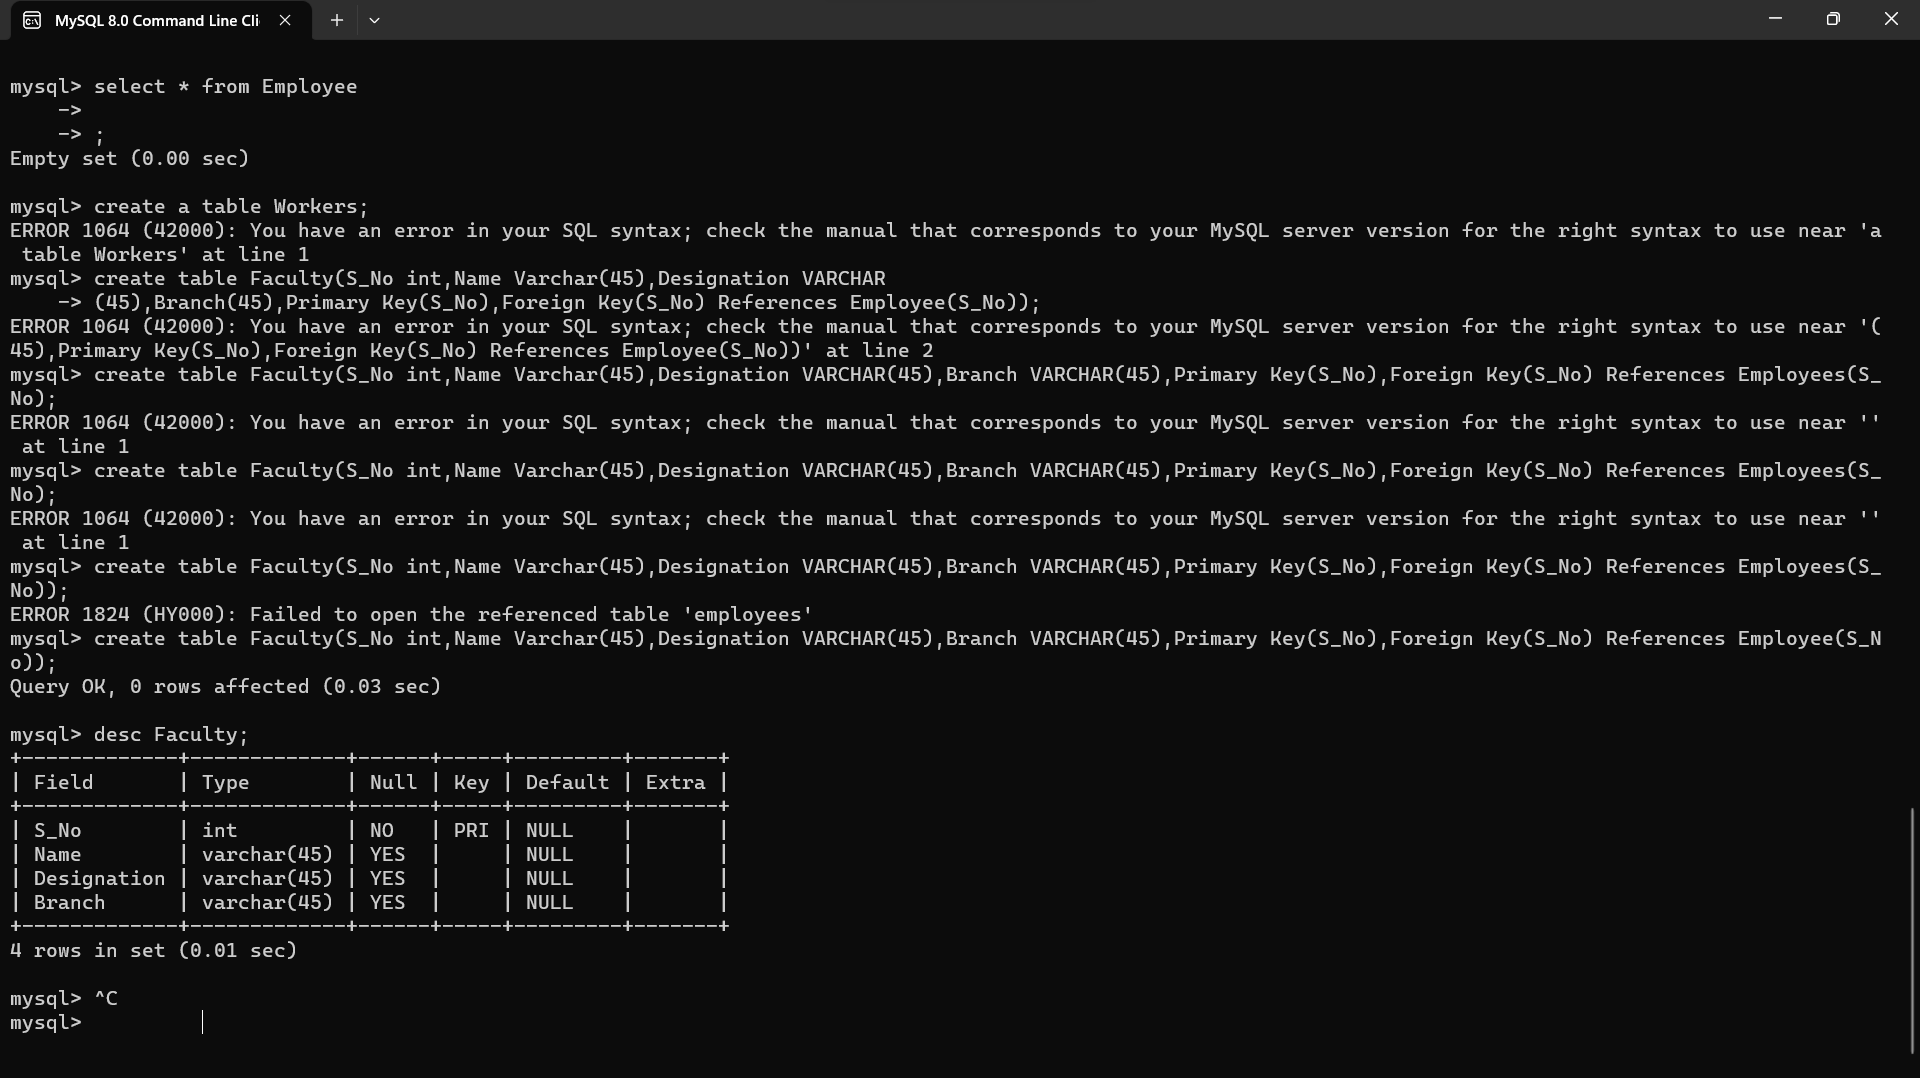 MySQL 8.0 Command Line Cli
mysql> select * from Employee
    ->
    -> ;
Empty set (0.00 sec)
mysql> create a table Workers;
ERROR 1064 (42000): You have an error in your SQL syntax; check the manual that corresponds to your MySQL server version for the right syntax to use near 'a
 table Workers' at line 1
mysql> create table Faculty(S_No int,Name Varchar(45),Designation VARCHAR
    -> (45),Branch(45),Primary Key(S_No),Foreign Key(S_No) References Employee(S_No));
ERROR 1064 (42000): You have an error in your SQL syntax; check the manual that corresponds to your MySQL server version for the right syntax to use near '(
45),Primary Key(S_No),Foreign Key(S_No) References Employee(S_No))' at line 2
mysql> create table Faculty(S_No int,Name Varchar(45),Designation VARCHAR(45),Branch VARCHAR(45),Primary Key(S_No),Foreign Key(S_No) References Employees(S_
No);
ERROR 1064 (42000): You have an error in your SQL syntax; check the manual that corresponds to your MySQL server version for the right syntax to use near ''
 at line 1
mysql> create table Faculty(S_No int,Name Varchar(45),Designation VARCHAR(45),Branch VARCHAR(45),Primary Key(S_No),Foreign Key(S_No) References Employees(S_
No);
ERROR 1064 (42000): You have an error in your SQL syntax; check the manual that corresponds to your MySQL server version for the right syntax to use near ''
 at line 1
mysql> create table Faculty(S_No int,Name Varchar(45),Designation VARCHAR(45),Branch VARCHAR(45),Primary Key(S_No),Foreign Key(S_No) References Employees(S_
No));
ERROR 1824 (HY000): Failed to open the referenced table 'employees'
mysql> create table Faculty(S_No int,Name Varchar(45),Designation VARCHAR(45),Branch VARCHAR(45),Primary Key(S_No),Foreign Key(S_No) References Employee(S_N
o));
Query OK, 0 rows affected (0.03 sec)
mysql> desc Faculty;
+-------------+-------------+------+-----+---------+-------+
| Field       | Type        | Null | Key | Default | Extra |
+-------------+-------------+------+-----+---------+-------+
| S_No        | int         | NO   | PRI | NULL    |       |
| Name        | varchar(45) | YES  |     | NULL    |       |
| Designation | varchar(45) | YES  |     | NULL    |       |
| Branch      | varchar(45) | YES  |     | NULL    |       |
+-------------+-------------+------+-----+---------+-------+
4 rows in set (0.01 sec)
mysql> ^C
mysql>